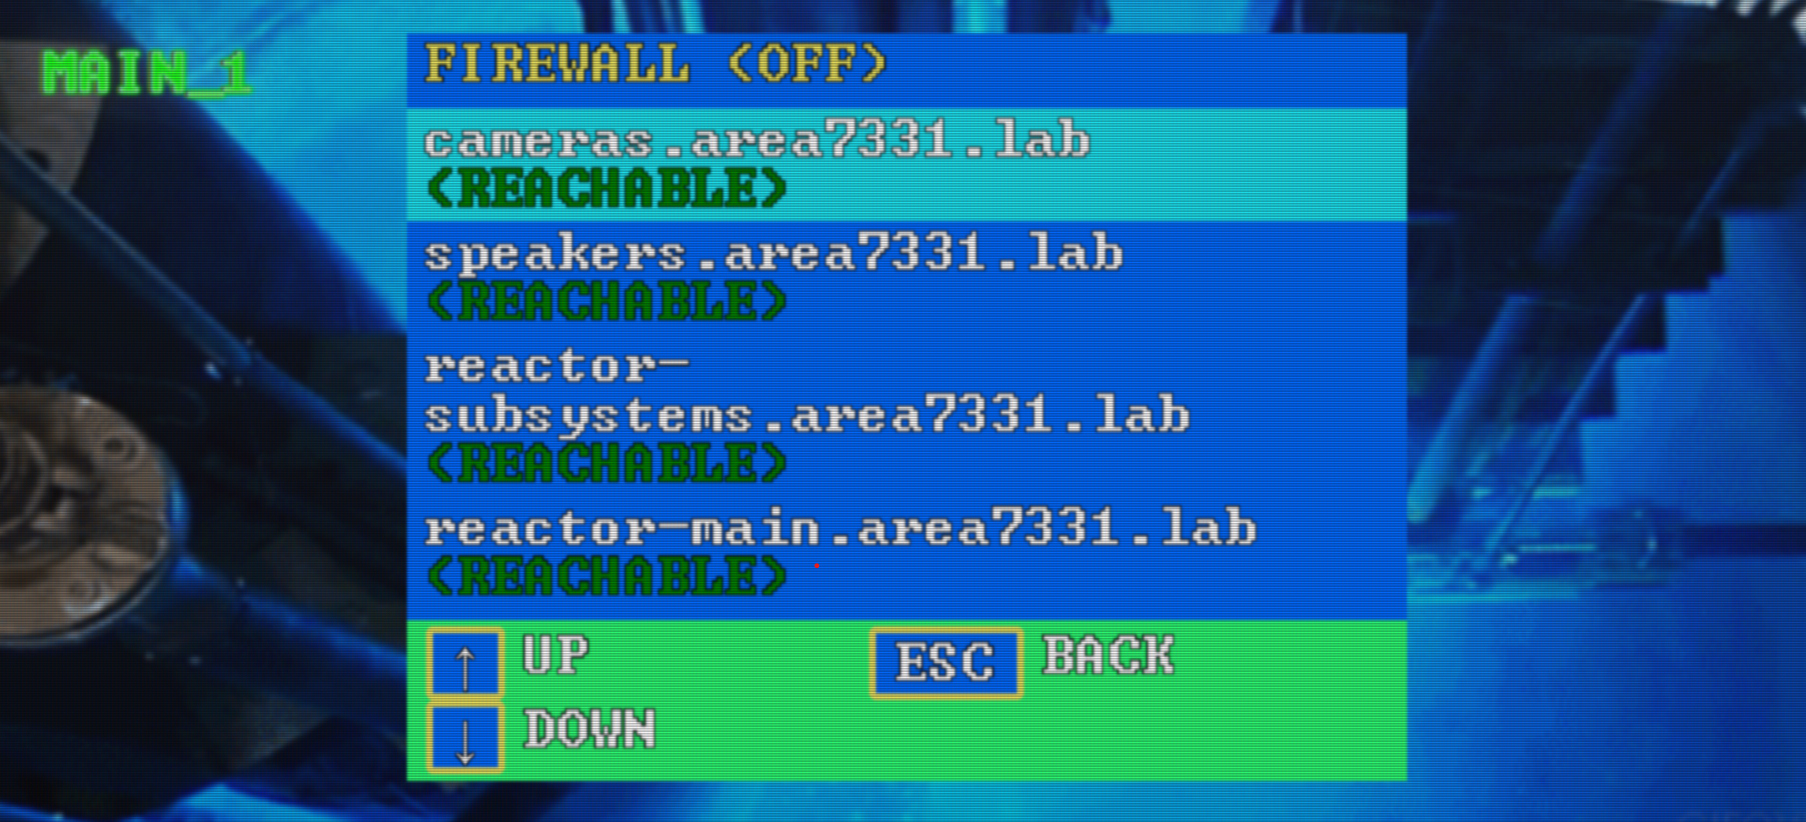 MAIN_1
FIREWALL <OFF>
cameras.area7331.lab
<REACHABLE>
speakers.area7331.lab
<REACHABLE>
reactor-
subsystems.area7331.lab
<REACHABLE>
reactor-main.area7331.lab
<REACHABLE>
↑ UP
ESC BACK
↓ DOWN